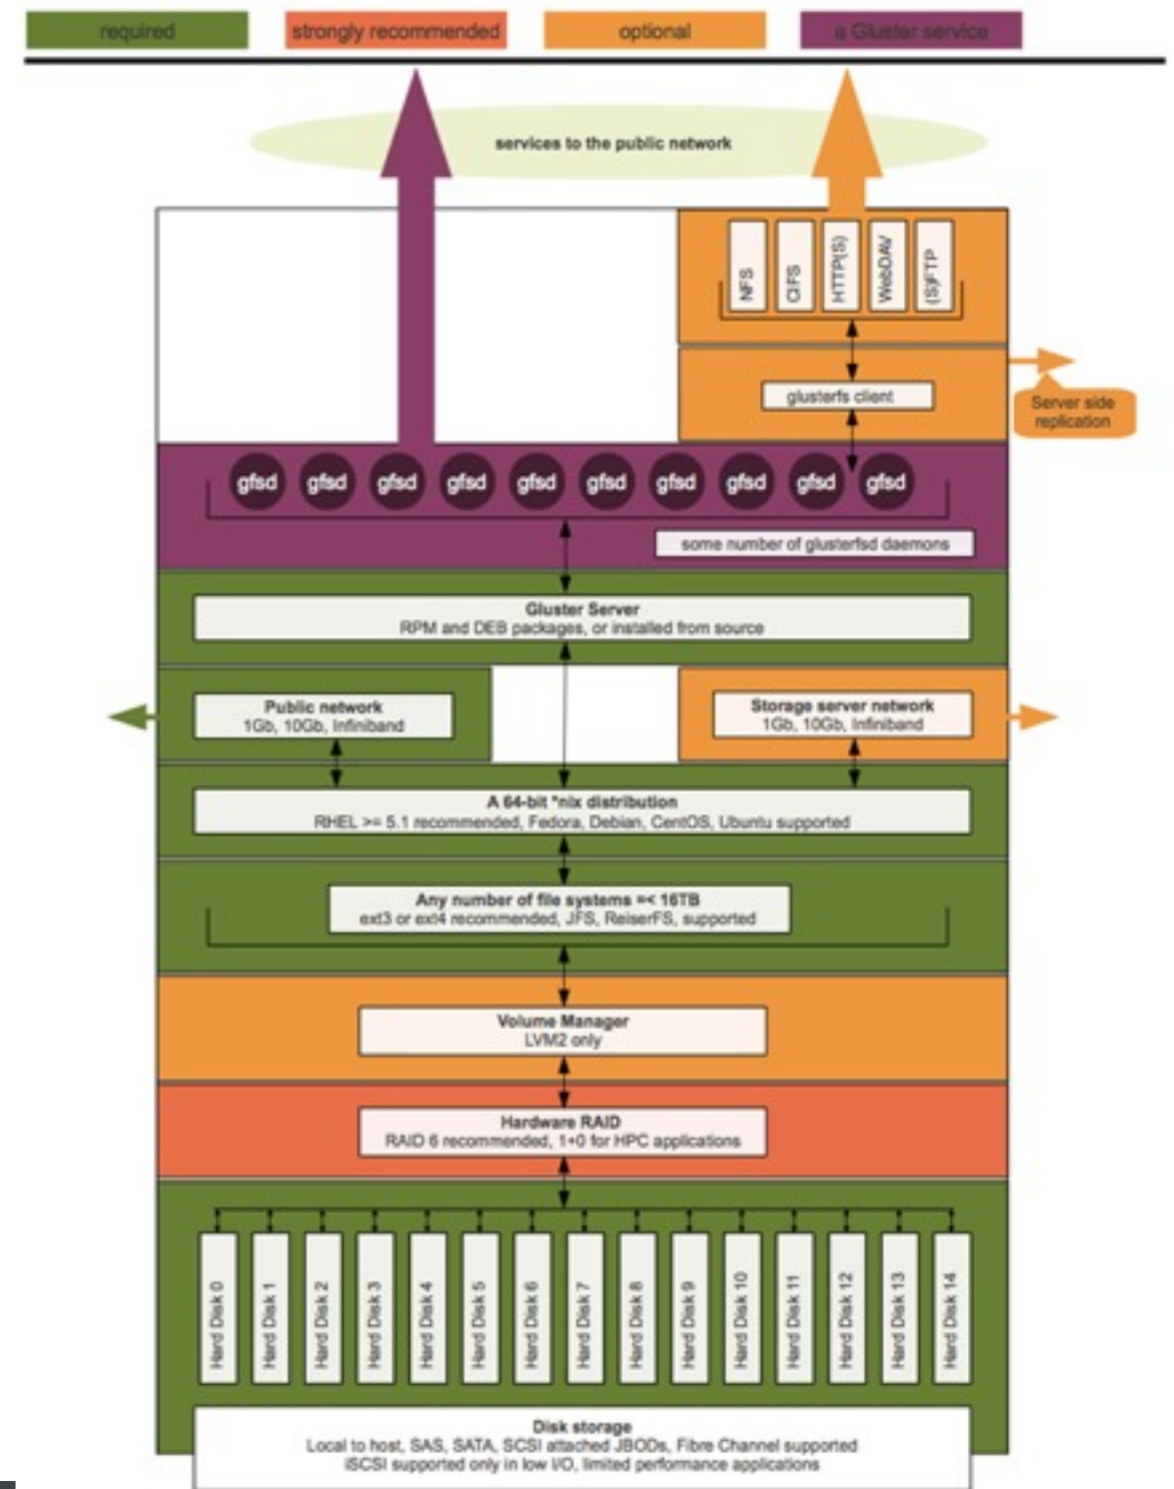 required
strongly recommended
optional
a Gluster service
services to the public network
NFS
CIFS
HTTP(S)
WebDAV
(S)FTP
glusterfs client
Server side
replication
gfsd gfsd gfsd gfsd gfsd gfsd gfsd gfsd gfsd gfsd
some number of glusterfsd daemons
Gluster Server
RPM and DEB packages, or installed from source
Public network
1Gb, 10Gb, Infiniband
Storage server network
1Gb, 10Gb, Infiniband
A 64-bit *nix distribution
RHEL >= 5.1 recommended, Fedora, Debian, CentOS, Ubuntu supported
Any number of file systems =< 16TB
ext3 or ext4 recommended, JFS, ReiserFS, supported
Volume Manager
LVM2 only
Hardware RAID
RAID 6 recommended, 1+0 for HPC applications
Hard Disk 0
Hard Disk 1
Hard Disk 2
Hard Disk 3
Hard Disk 4
Hard Disk 5
Hard Disk 6
Hard Disk 7
Hard Disk 8
Hard Disk 9
Hard Disk 10
Hard Disk 11
Hard Disk 12
Hard Disk 13
Hard Disk 14
Disk storage
Local to host, SAS, SATA, SCSI attached JBODs, Fibre Channel supported
iSCSI supported only in low I/O, limited performance applications